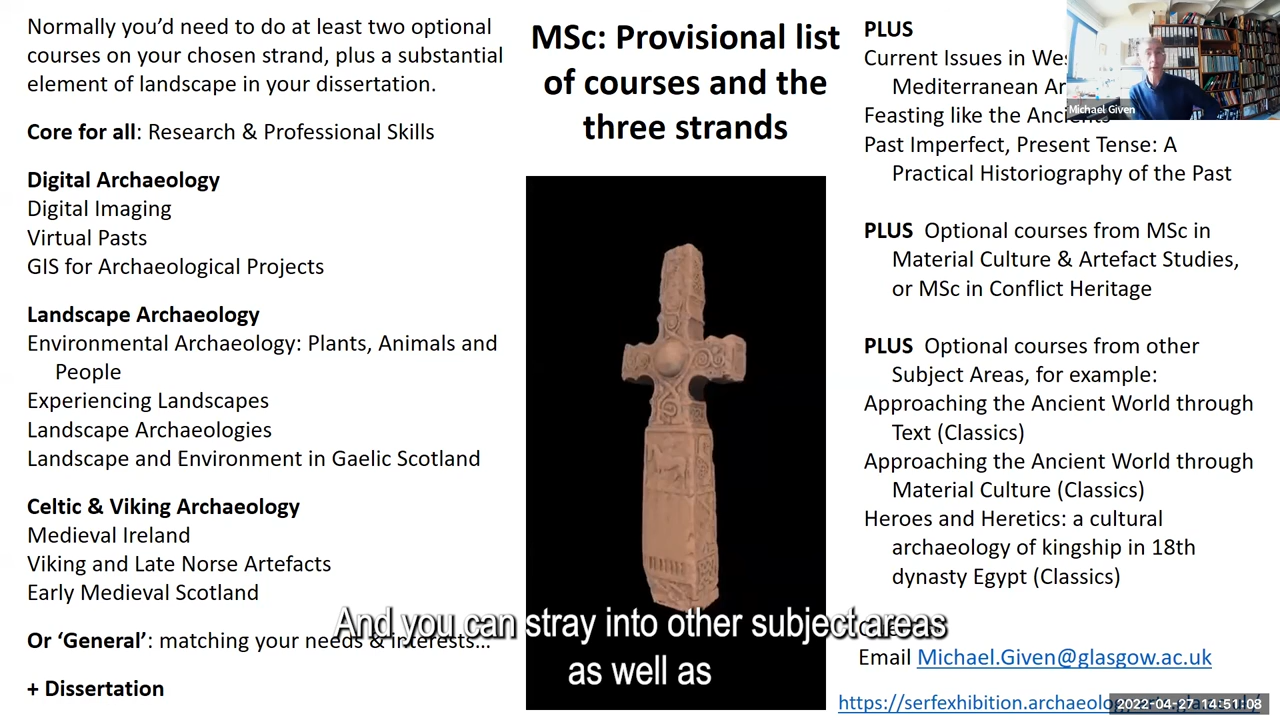 Normally you’d need to do at least two optional
courses on your chosen strand, plus a substantial
element of landscape in your dissertation.
Core for all: Research & Professional Skills
Digital Archaeology
Digital Imaging
Virtual Pasts
GIS for Archaeological Projects
Landscape Archaeology
Environmental Archaeology: Plants, Animals and
People
Experiencing Landscapes
Landscape Archaeologies
Landscape and Environment in Gaelic Scotland
Celtic & Viking Archaeology
Medieval Ireland
Viking and Late Norse Artefacts
Early Medieval Scotland
Or ‘General’: matching your needs & interests…
+ Dissertation
MSc: Provisional list
of courses and the
three strands
PLUS
Current Issues in
Mediterranean
Feasting like the Ancients
Past Imperfect, Present Tense: A
Practical Historiography of the Past
PLUS Optional courses from MSc in
Material Culture & Artefact Studies,
or MSc in Conflict Heritage
PLUS Optional courses from other
Subject Areas, for example:
Approaching the Ancient World through
Text (Classics)
Approaching the Ancient World through
Material Culture (Classics)
Heroes and Heretics: a cultural
archaeology of kingship in 18th
dynasty Egypt (Classics)
Email Michael.Given@glasgow.ac.uk
Michael Given
And you can stray into other subject areas
as well as
2022-04-27 14:51:08